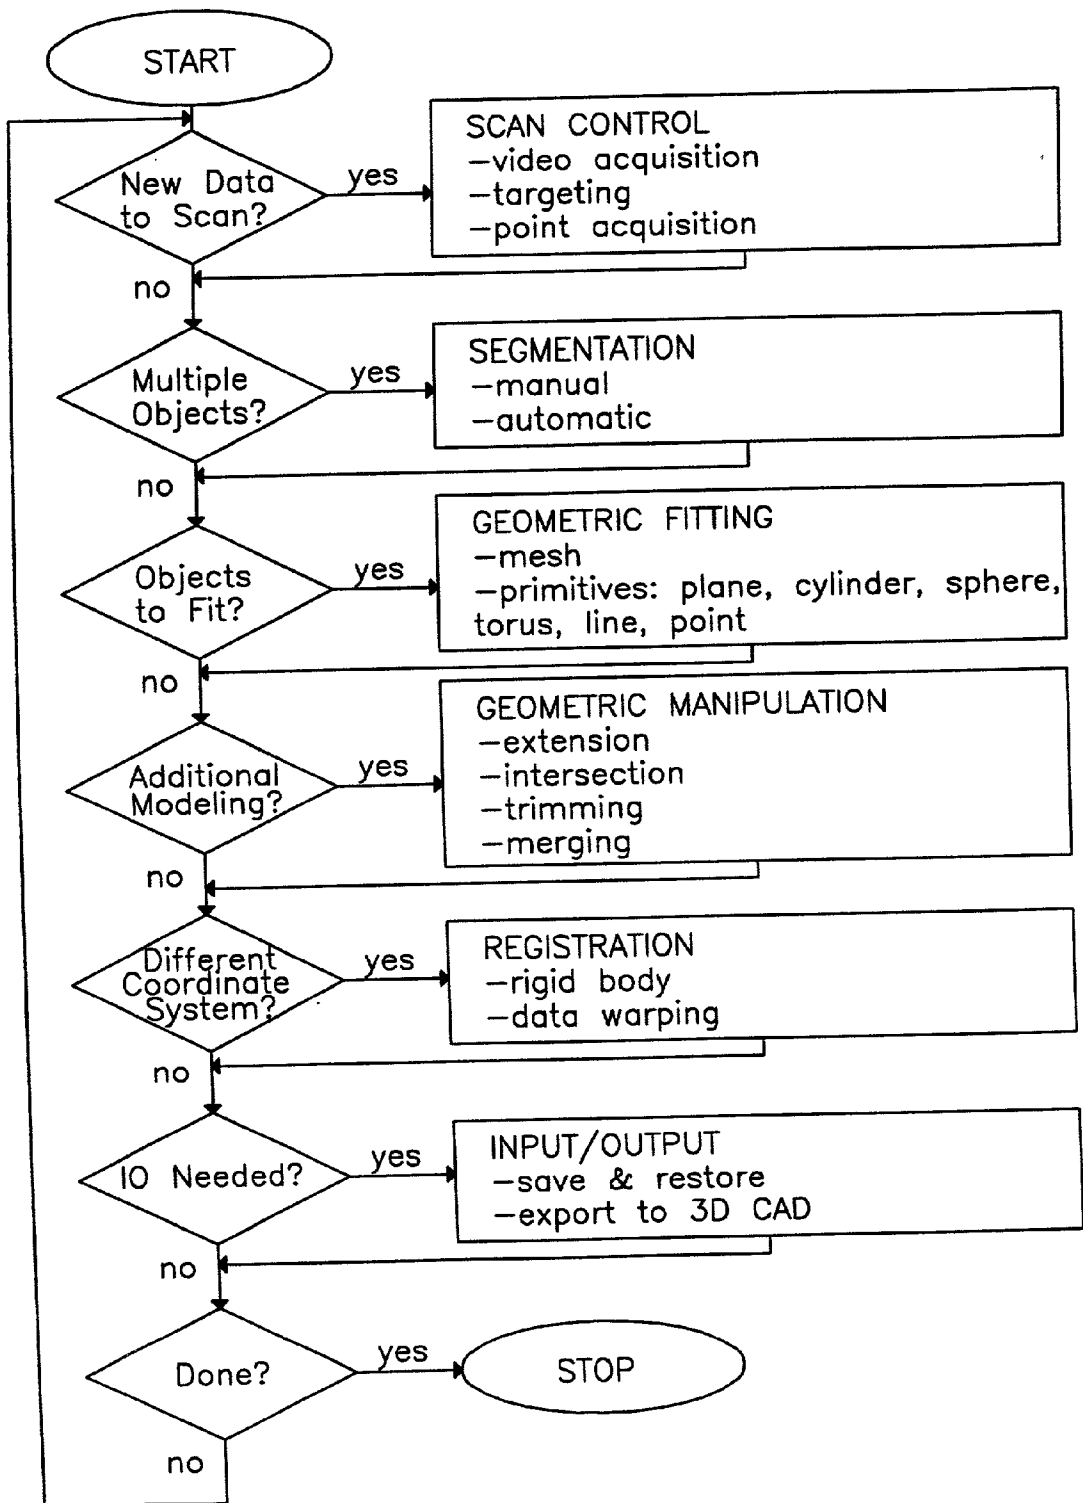 START
New Data
to Scan?
yes
SCAN CONTROL
–video acquisition
–targeting
–point acquisition
no
Multiple
Objects?
yes
SEGMENTATION
–manual
–automatic
no
Objects
to Fit?
yes
GEOMETRIC FITTING
–mesh
–primitives: plane, cylinder, sphere,
torus, line, point
no
Additional
Modeling?
yes
GEOMETRIC MANIPULATION
–extension
–intersection
–trimming
–merging
no
Different
Coordinate
System?
yes
REGISTRATION
–rigid body
–data warping
no
IO Needed?
yes
INPUT/OUTPUT
–save & restore
–export to 3D CAD
no
Done?
yes
STOP
no